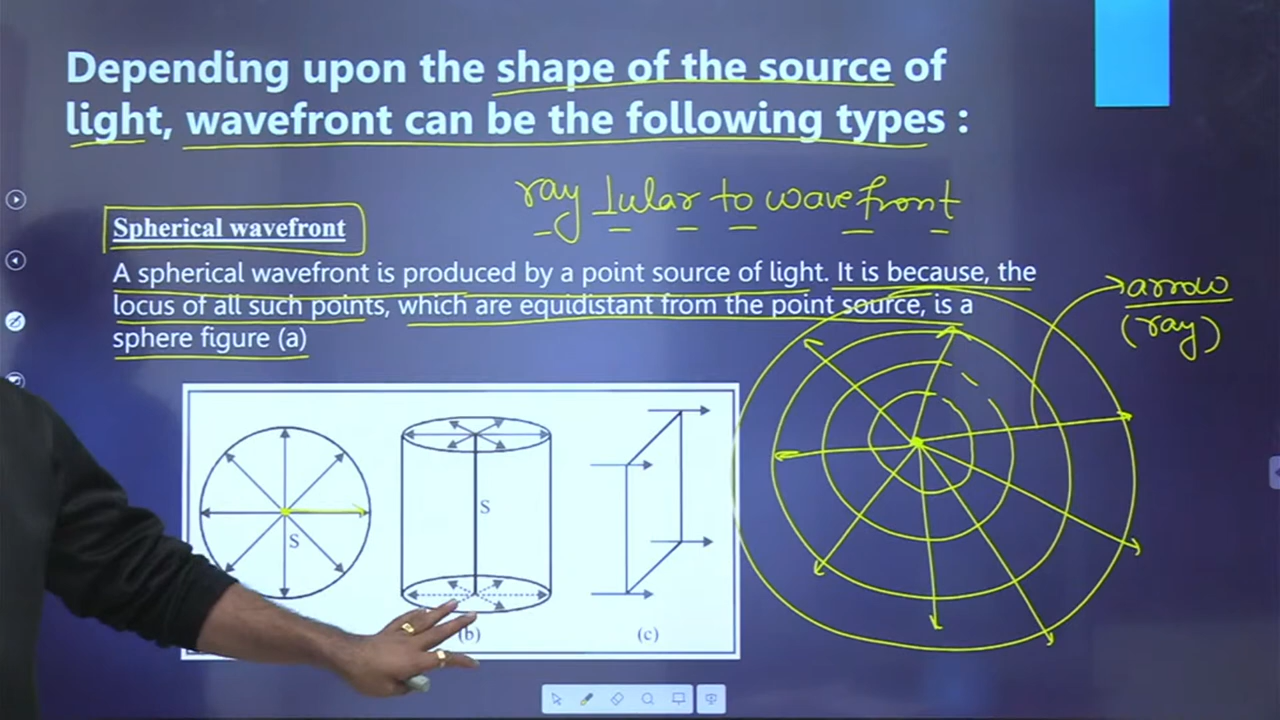 Depending upon the shape of the source of
light, wavefront can be the following types :
ray ⊥ular to wavefront
Spherical wavefront
A spherical wavefront is produced by a point source of light. It is because, the
locus of all such points, which are equidistant from the point source, is a
sphere figure (a)
arrow
(ray)
S
S
(b)
(c)